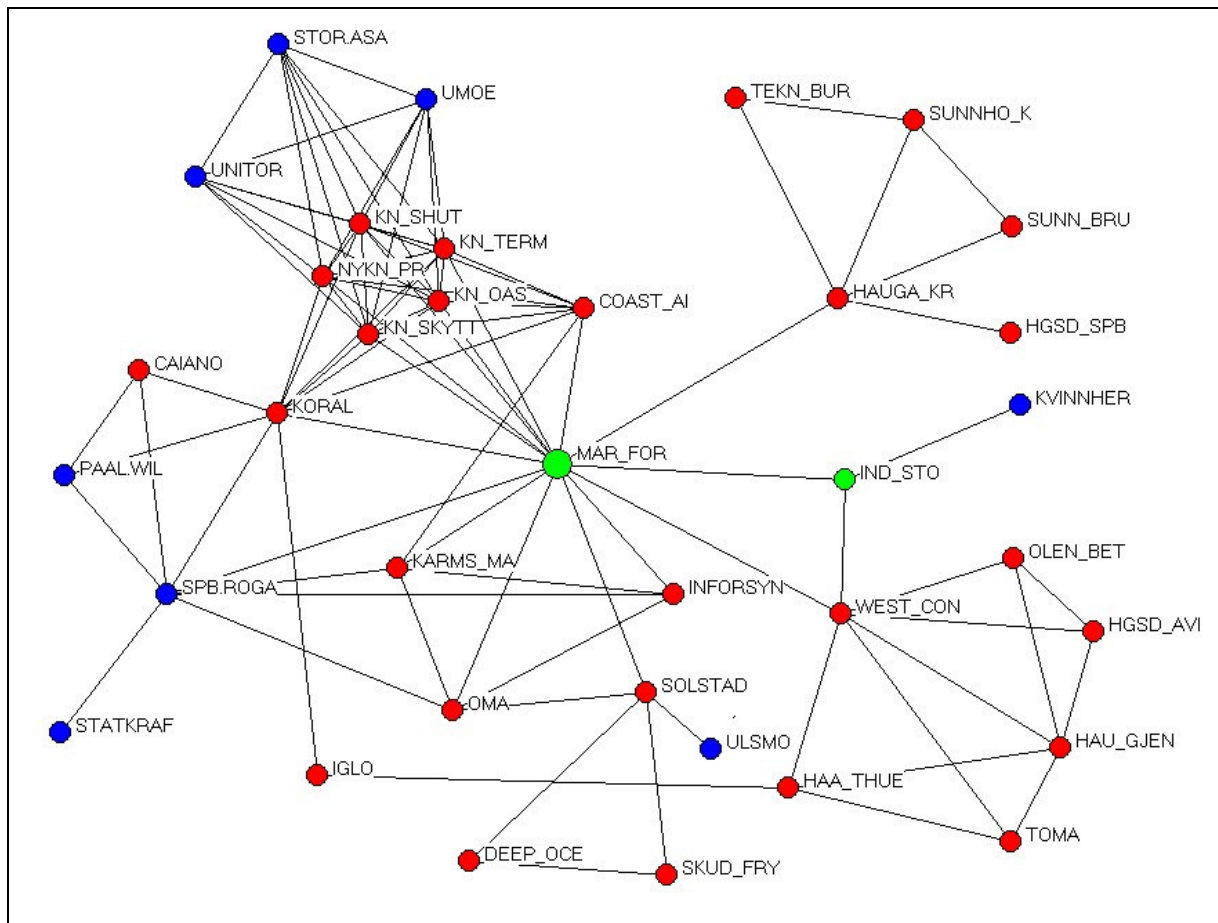 STOR.ASA
UMOE
TEKN_BUR
SUNNHO_K
UNITOR
KN_SHUT
SUNN_BRU
KN_TERM
NYKN_PR
KN_OAS
COAST_AI
HAUGA_KR
KN_SKYTT
HGSD_SPB
CAIANO
KORAL
KVINNHER
MAR_FOR
PAAL.WIL
IND_STO
OLEN_BET
KARMS_MA
SPB.ROGA
INFORSYN
WEST_CON
HGSD_AVI
SOLSTAD
OMA
STATKRAF
ULSMO
HAU_GJEN
IGLO
HAA_THUE
TOMA
DEEP_OCE
SKUD_FRY